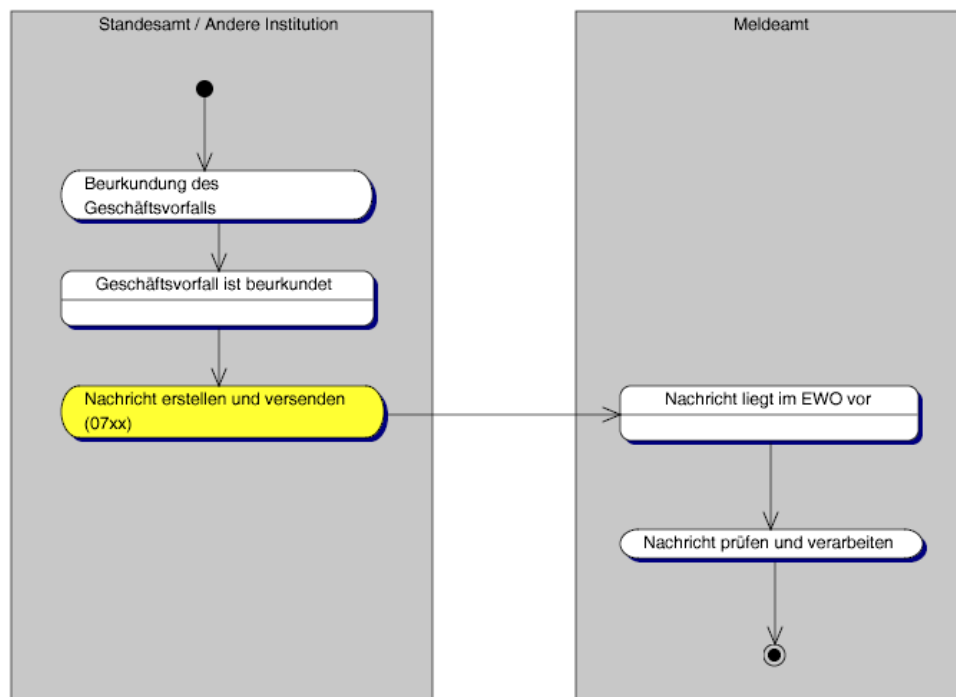 Standesamt / Andere Institution
Meldeamt
Beurkundung des
Geschäftsvorfalls
Geschäftsvorfall ist beurkundet
Nachricht erstellen und versenden
(07xx)
Nachricht liegt im EWO vor
Nachricht prüfen und verarbeiten